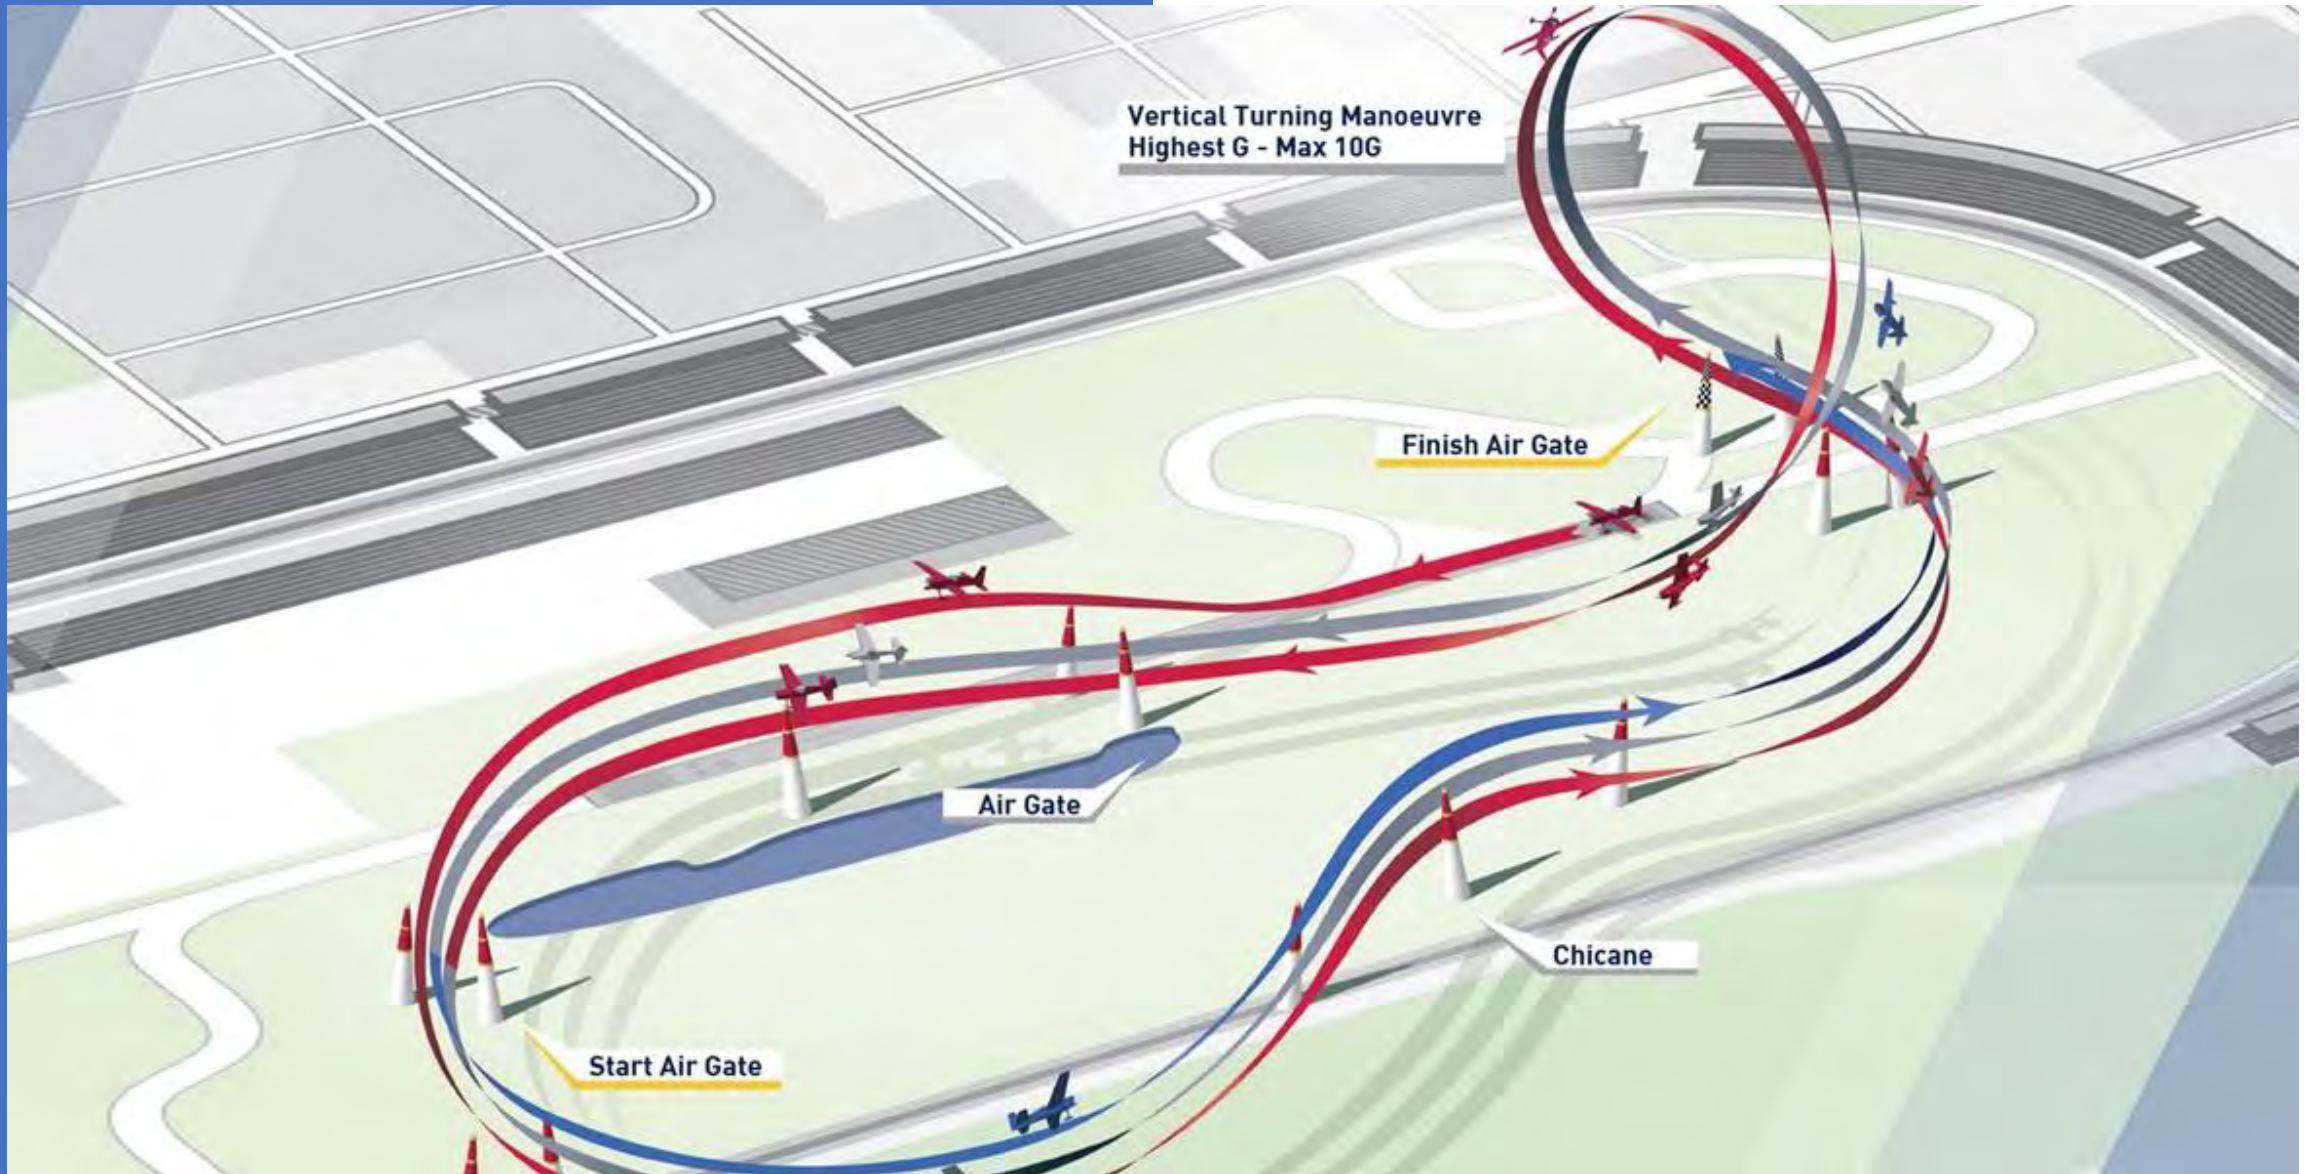 Vertical Turning Manoeuvre
Highest G - Max 10G
Finish Air Gate
Air Gate
Chicane
Start Air Gate